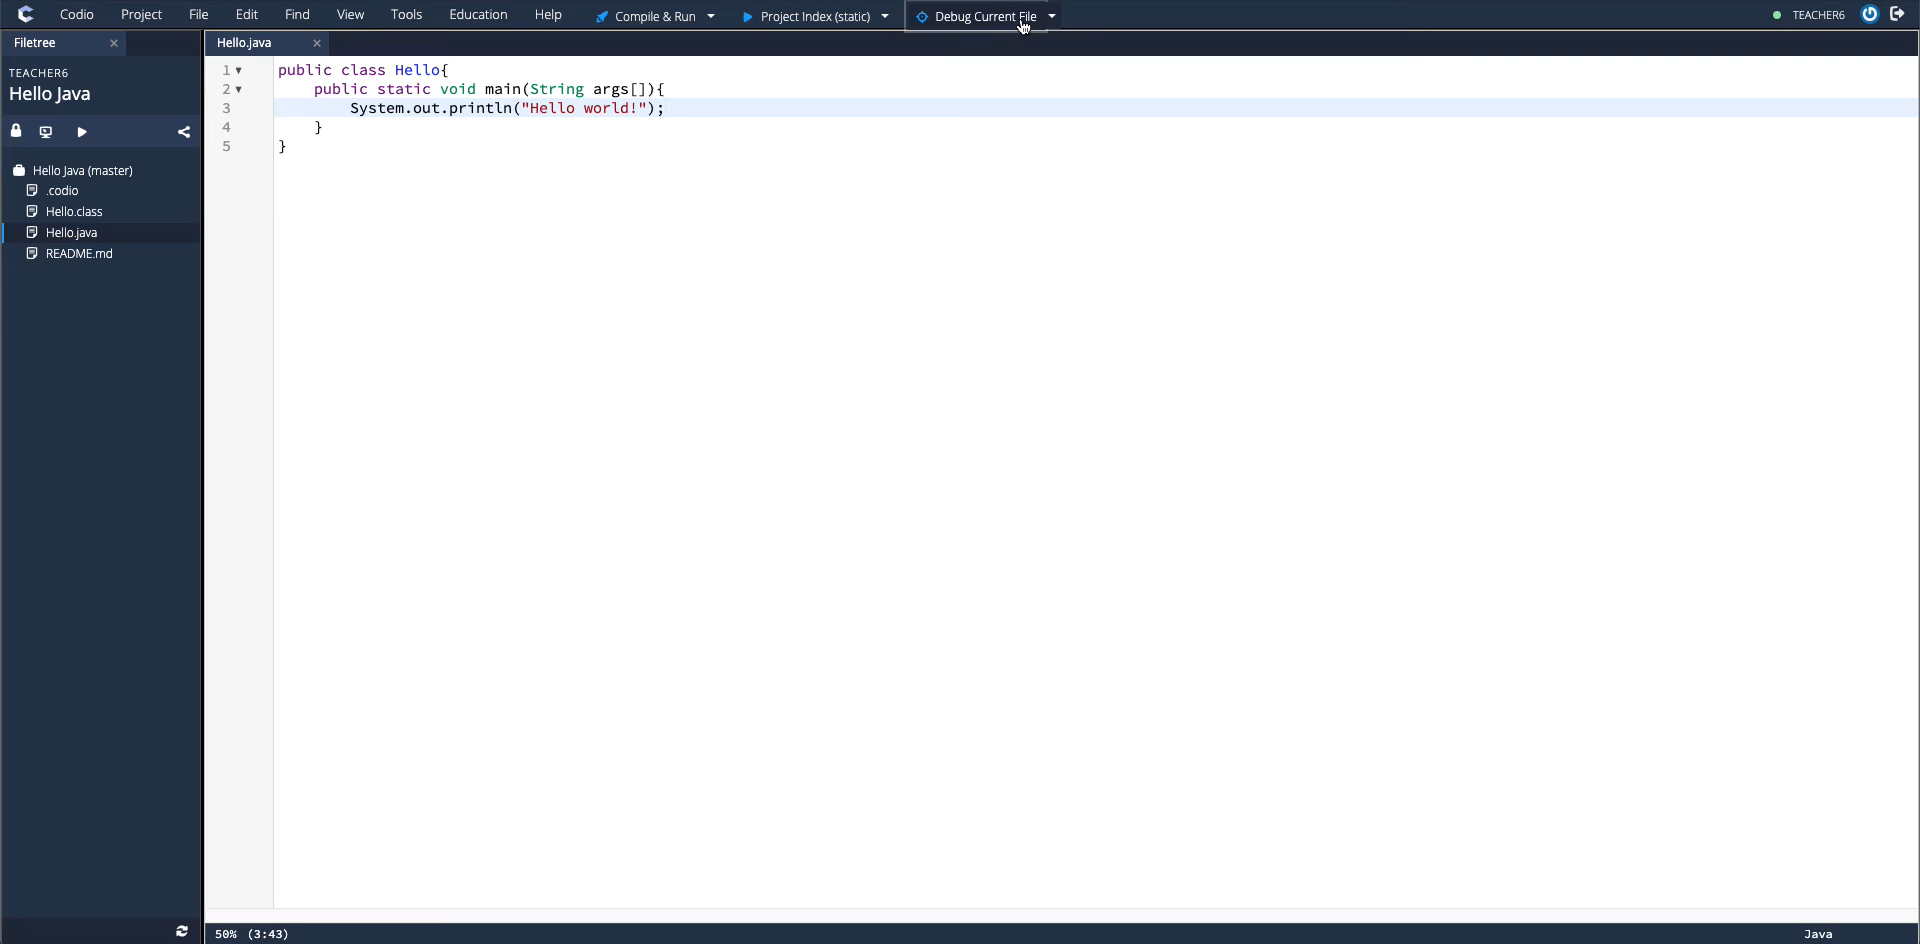 Codio Project File Edit Find View Tools Education Help Compile & Run Project Index (static) Debug Current File TEACHER6
Filetree
Hello.java
TEACHER6
Hello Java
Hello Java (master)
.codio
Hello.class
Hello.java
README.md
1 public class Hello{
2 public static void main(String args[]){
3 System.out.println("Hello world!");
4 }
5 }
50% (3:43) Java